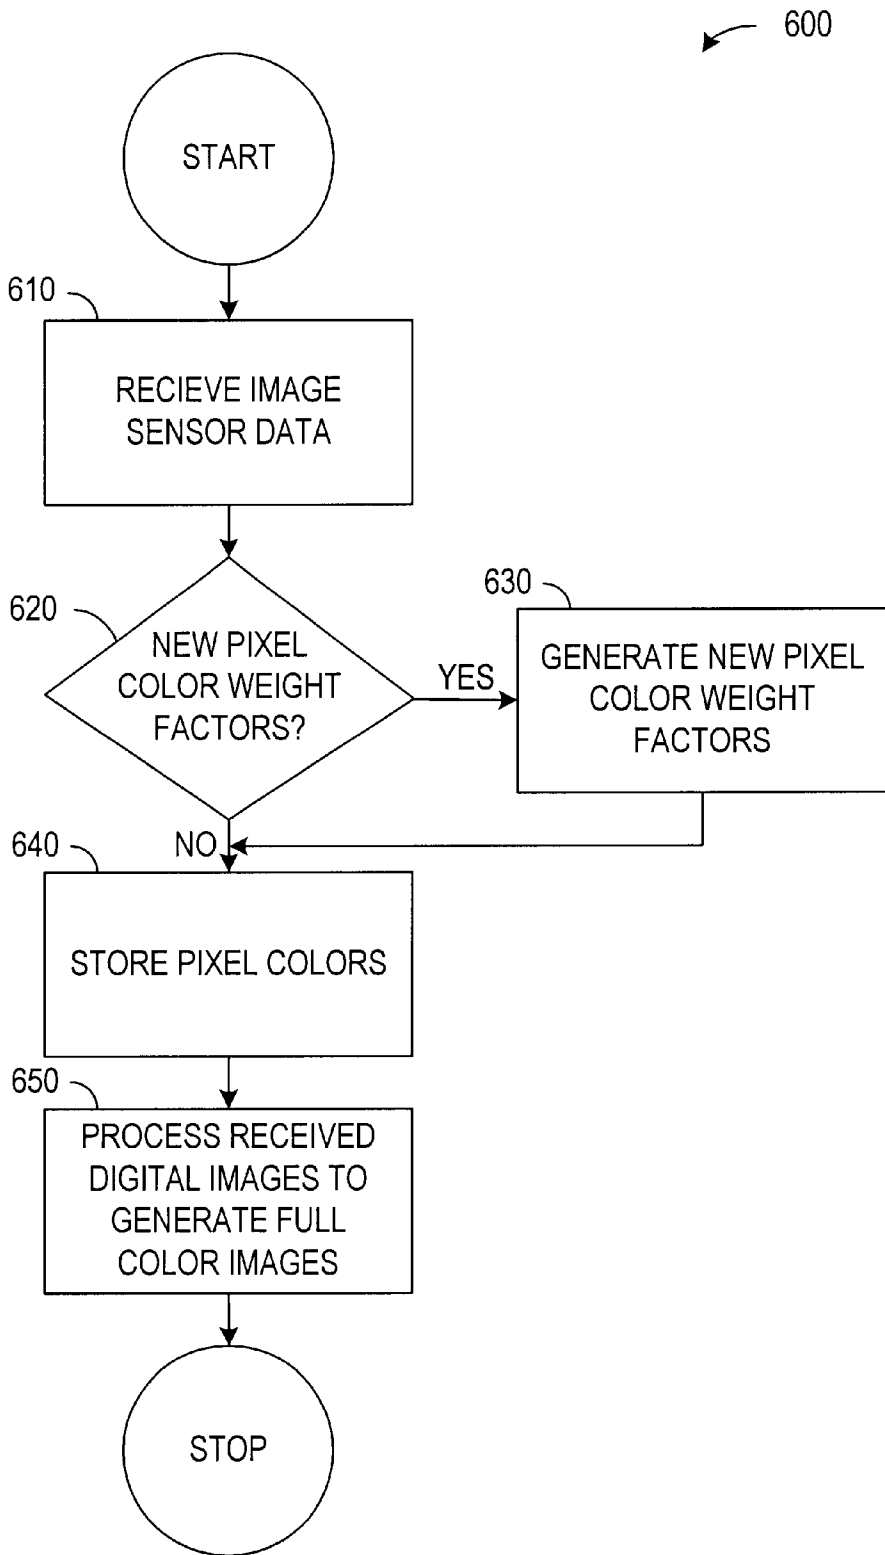 600
START
610
RECIEVE IMAGE
SENSOR DATA
620
NEW PIXEL
COLOR WEIGHT
FACTORS?
YES
630
GENERATE NEW PIXEL
COLOR WEIGHT
FACTORS
NO
640
STORE PIXEL COLORS
650
PROCESS RECEIVED
DIGITAL IMAGES TO
GENERATE FULL
COLOR IMAGES
STOP